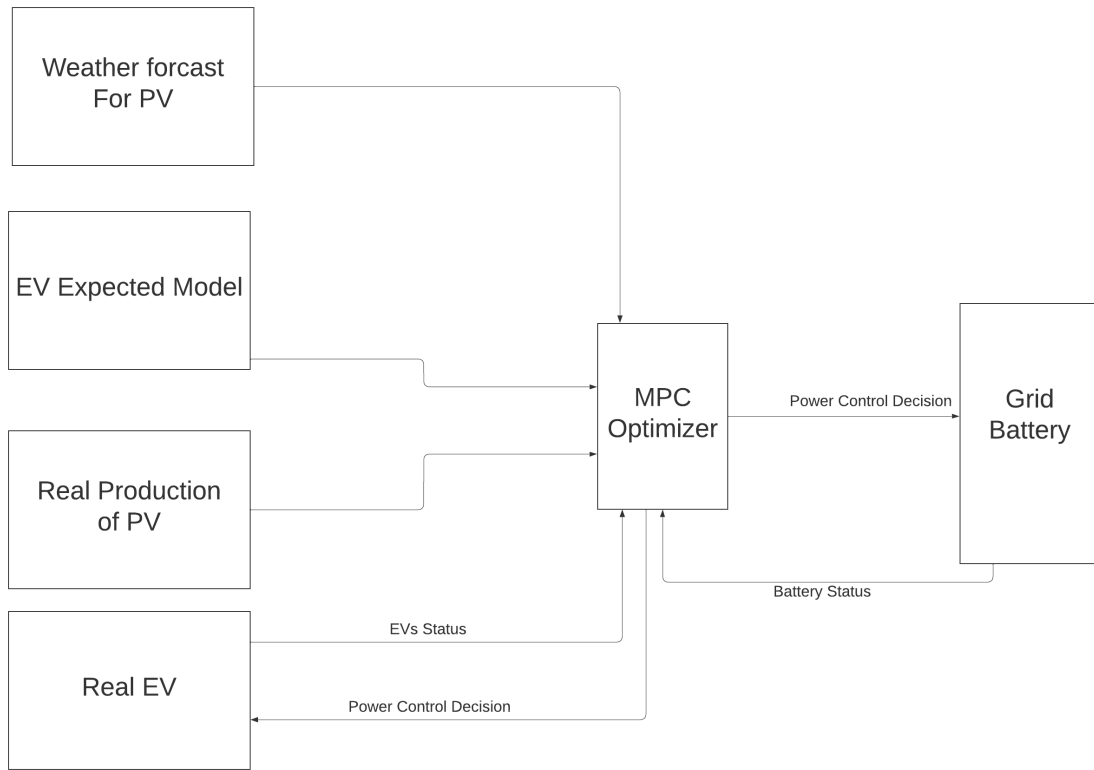 Weather forcast
For PV
EV Expected Model
MPC
Optimizer
Power Control Decision
Grid
Battery
Real Production
of PV
Battery Status
EVs Status
Real EV
Power Control Decision